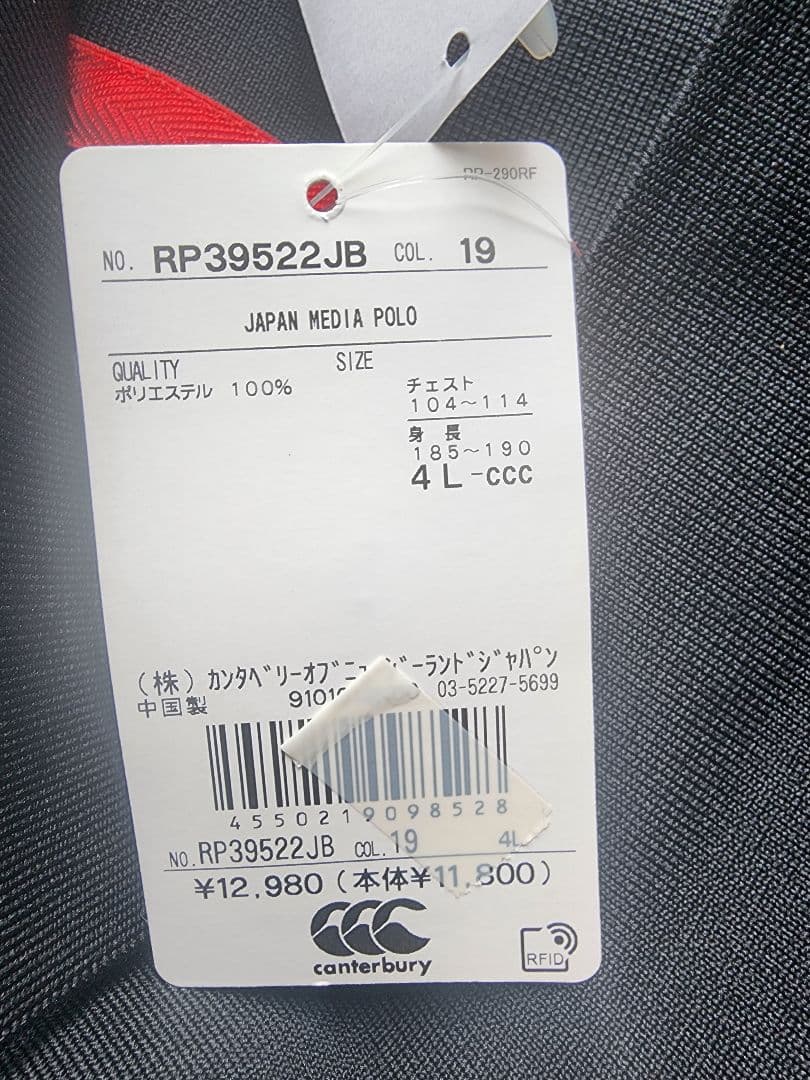 RP-290RF
NO. RP39522JB COL. 19
JAPAN MEDIA POLO
QUALITY SIZE
ポリエステル 100%
チェスト
104~114
身長
185~190
4L-CCC
(株)カンタベリーオブニュージーランドジャパン
中国製 9101 03-5227-5699
4550219098528
NO.RP39522JB COL.19 4L
¥12,980(本体¥11,800)
canterbury
RFID